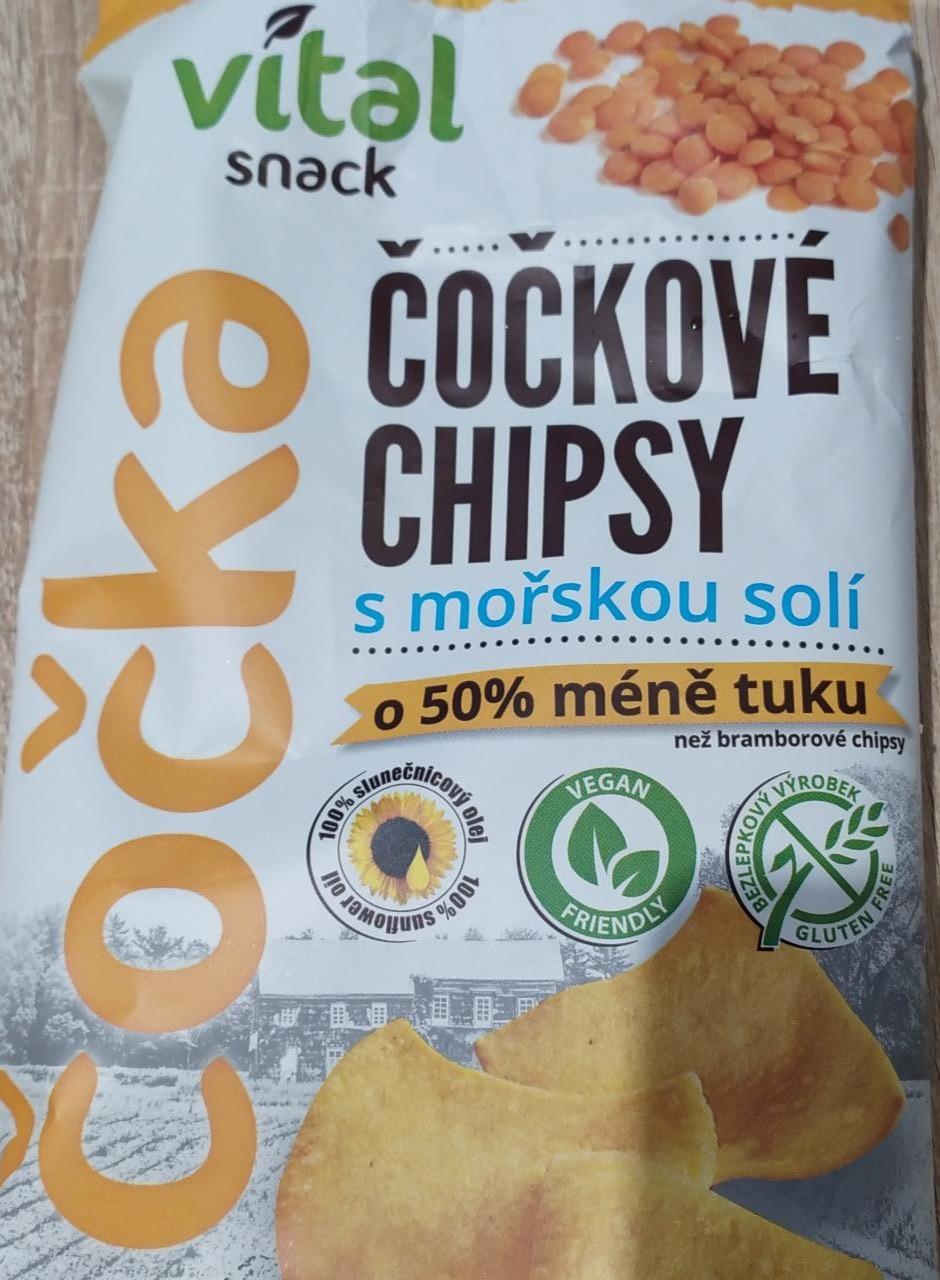 vital
snack
čočka
ČOČKOVÉ
CHIPSY
s mořskou solí
o 50% méně tuku
než bramborové chipsy
100% slunečnicový olej
100% sunflower oil
VEGAN
FRIENDLY
BEZLEPKOVÝ VÝROBEK
GLUTEN FREE